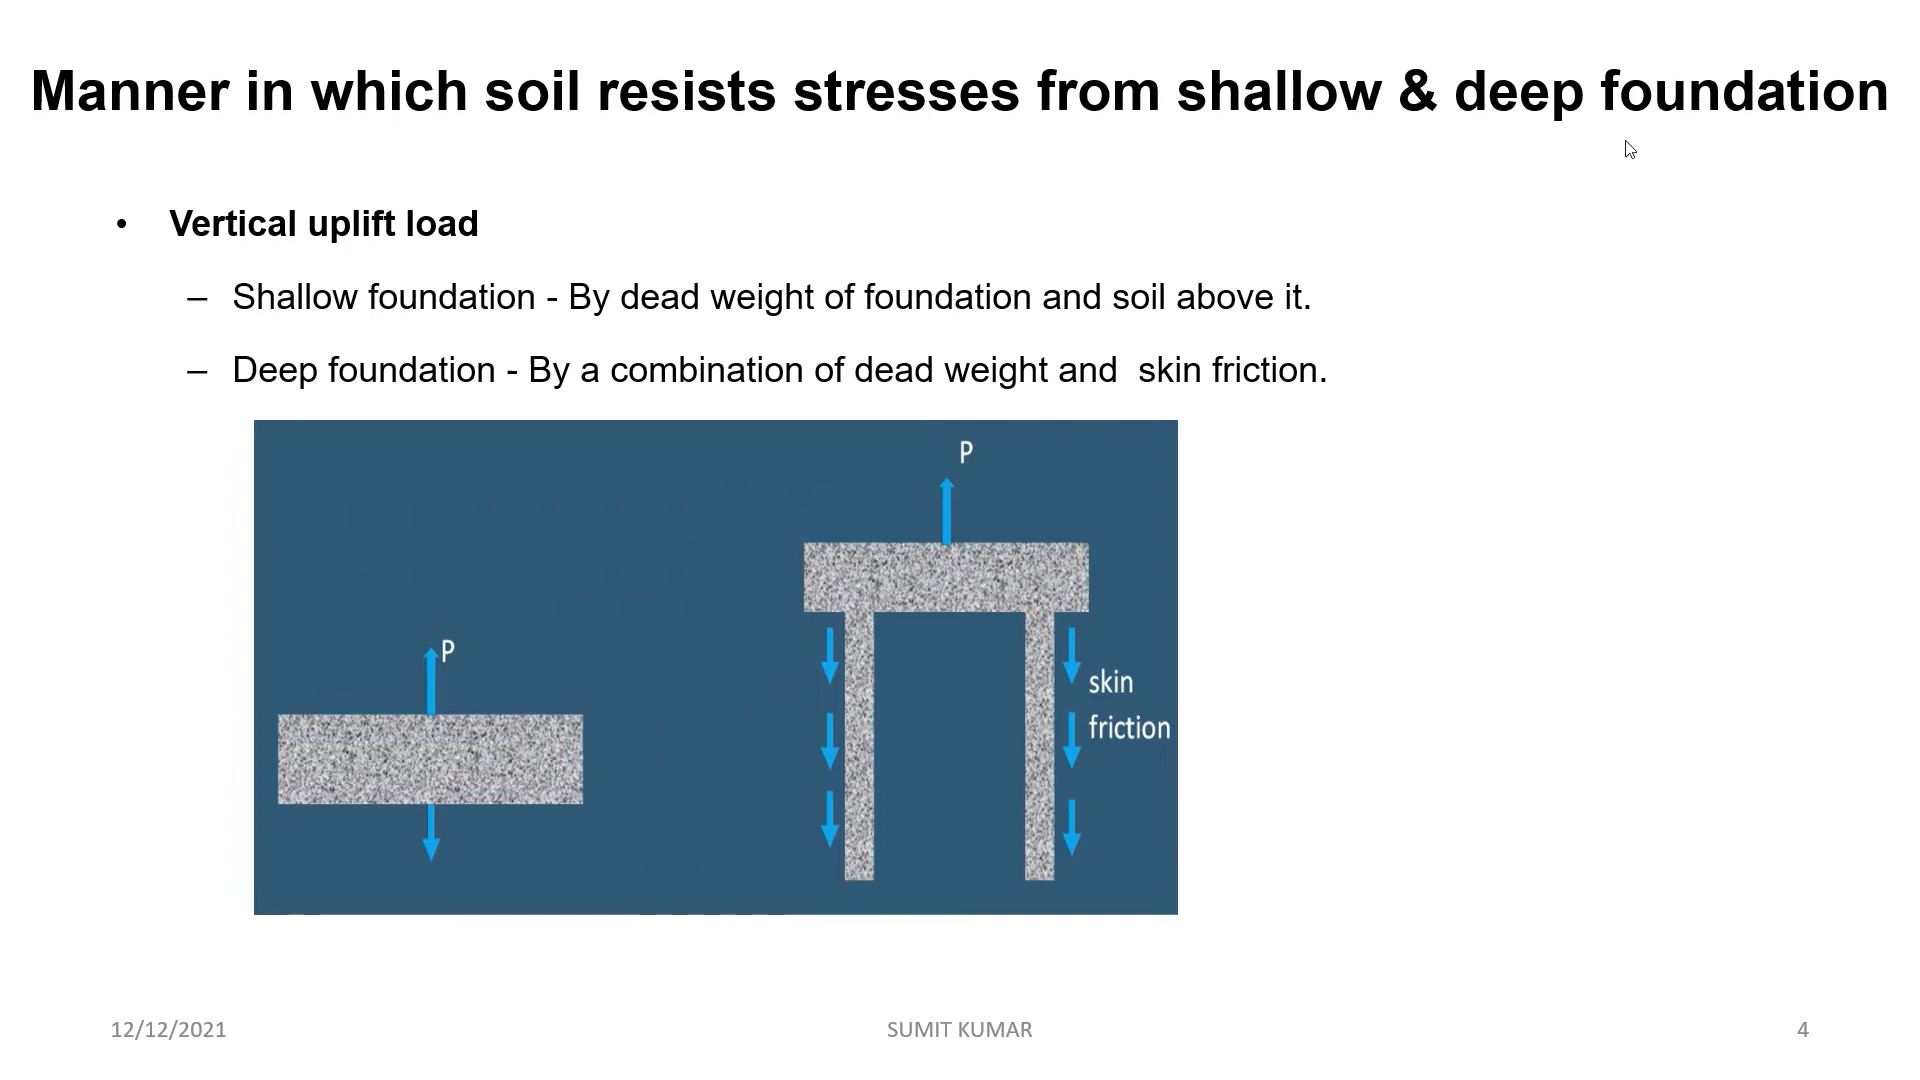 Manner in which soil resists stresses from shallow & deep foundation
• Vertical uplift load
– Shallow foundation - By dead weight of foundation and soil above it.
– Deep foundation - By a combination of dead weight and  skin friction.
P
P
skin
friction
12/12/2021
SUMIT KUMAR
4